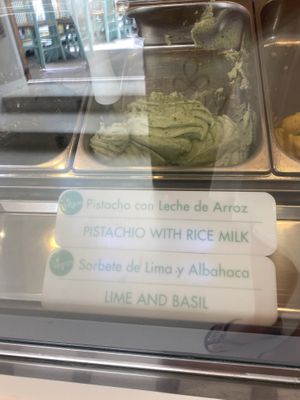 Pistacho con Leche de Arroz
PISTACHIO WITH RICE MILK
Sorbete de Lima y Albahaca
LIME AND BASIL